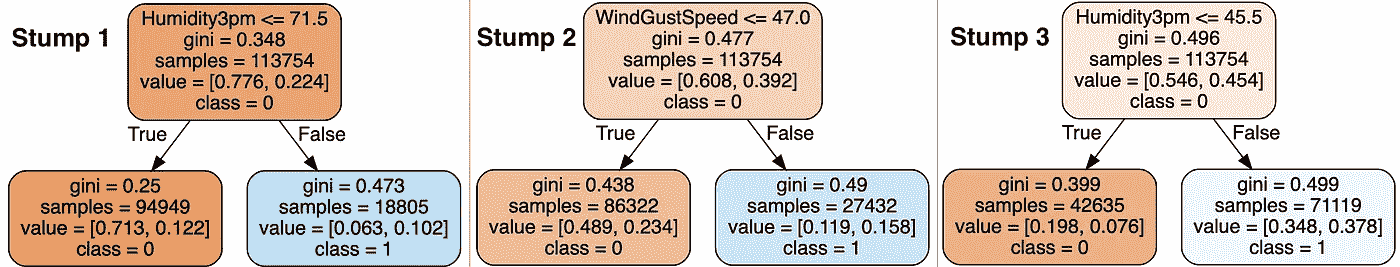 Stump 1
Humidity3pm <= 71.5
gini = 0.348
samples = 113754
value = [0.776, 0.224]
class = 0
True
False
gini = 0.25
samples = 94949
value = [0.713, 0.122]
class = 0
gini = 0.473
samples = 18805
value = [0.063, 0.102]
class = 1
Stump 2
WindGustSpeed <= 47.0
gini = 0.477
samples = 113754
value = [0.608, 0.392]
class = 0
True
False
gini = 0.438
samples = 86322
value = [0.489, 0.234]
class = 0
gini = 0.49
samples = 27432
value = [0.119, 0.158]
class = 1
Stump 3
Humidity3pm <= 45.5
gini = 0.496
samples = 113754
value = [0.546, 0.454]
class = 0
True
False
gini = 0.399
samples = 42635
value = [0.198, 0.076]
class = 0
gini = 0.499
samples = 71119
value = [0.348, 0.378]
class = 1